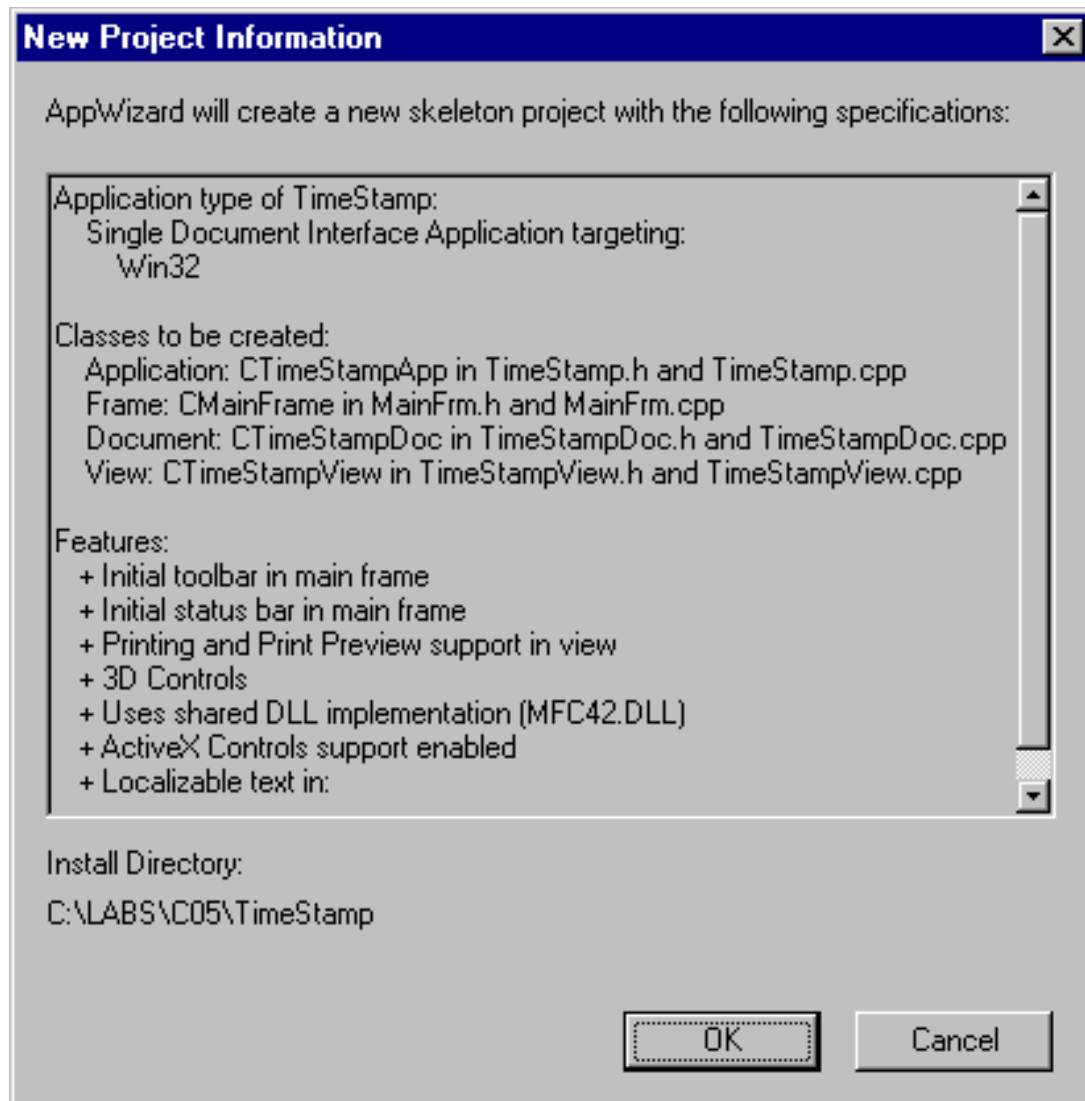 New Project Information
AppWizard will create a new skeleton project with the following specifications:
Application type of TimeStamp:
Single Document Interface Application targeting:
Win32
Classes to be created:
Application: CTimeStampApp in TimeStamp.h and TimeStamp.cpp
Frame: CMainFrame in MainFrm.h and MainFrm.cpp
Document: CTimeStampDoc in TimeStampDoc.h and TimeStampDoc.cpp
View: CTimeStampView in TimeStampView.h and TimeStampView.cpp
Features:
+ Initial toolbar in main frame
+ Initial status bar in main frame
+ Printing and Print Preview support in view
+ 3D Controls
+ Uses shared DLL implementation (MFC42.DLL)
+ ActiveX Controls support enabled
+ Localizable text in:
Install Directory:
C:\LABS\C05\TimeStamp
OK Cancel